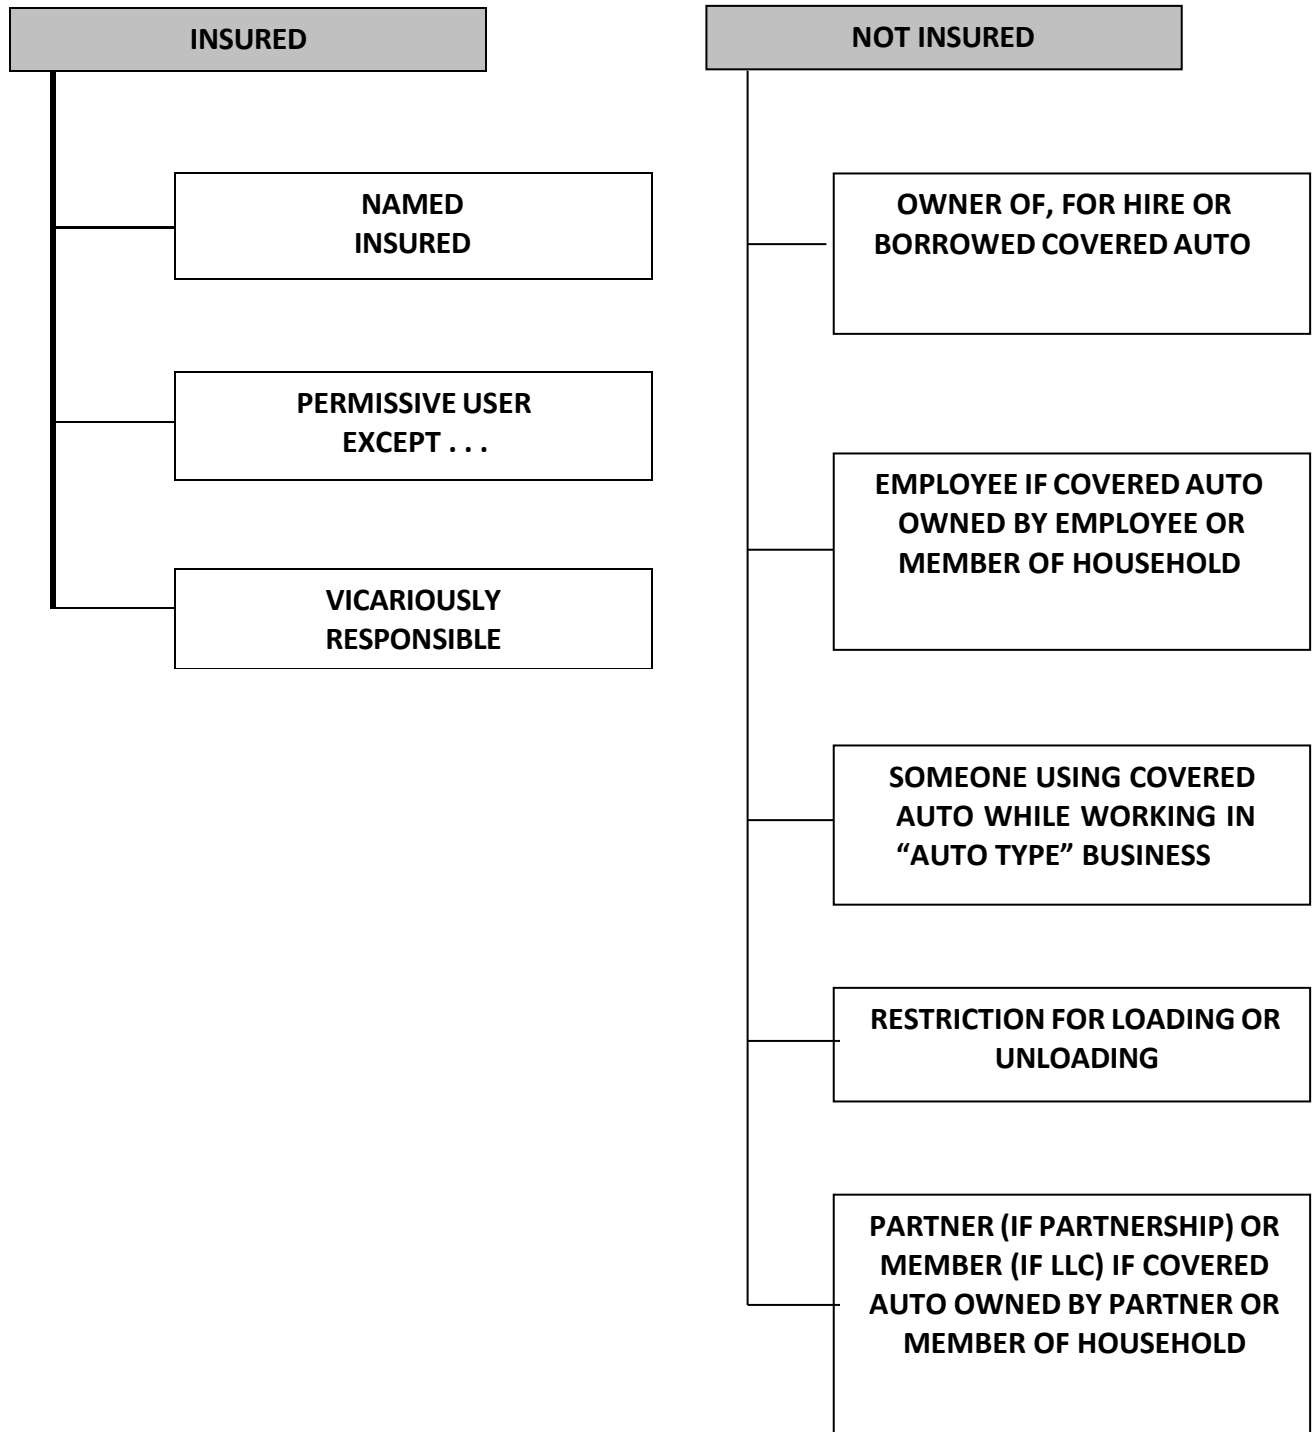 INSURED
NAMED
INSURED
PERMISSIVE USER
EXCEPT . . .
VICARIOUSLY
RESPONSIBLE
NOT INSURED
OWNER OF, FOR HIRE OR
BORROWED COVERED AUTO
EMPLOYEE IF COVERED AUTO
OWNED BY EMPLOYEE OR
MEMBER OF HOUSEHOLD
SOMEONE USING COVERED
AUTO WHILE WORKING IN
“AUTO TYPE” BUSINESS
RESTRICTION FOR LOADING OR
UNLOADING
PARTNER (IF PARTNERSHIP) OR
MEMBER (IF LLC) IF COVERED
AUTO OWNED BY PARTNER OR
MEMBER OF HOUSEHOLD